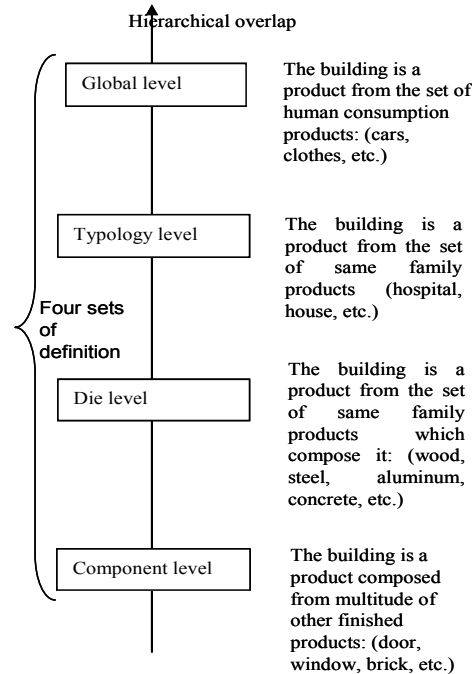 Hierarchical overlap
Global level
The building is a
product from the set of
human consumption
products: (cars,
clothes, etc.)
Typology level
The building is a
product from the set
of same family
products (hospital,
house, etc.)
Four sets
of
definition
Die level
The building is a
product from the set
of same family
products which
compose it: (wood,
steel, aluminum,
concrete, etc.)
Component level
The building is a
product composed
from multitude of
other finished
products: (door,
window, brick, etc.)